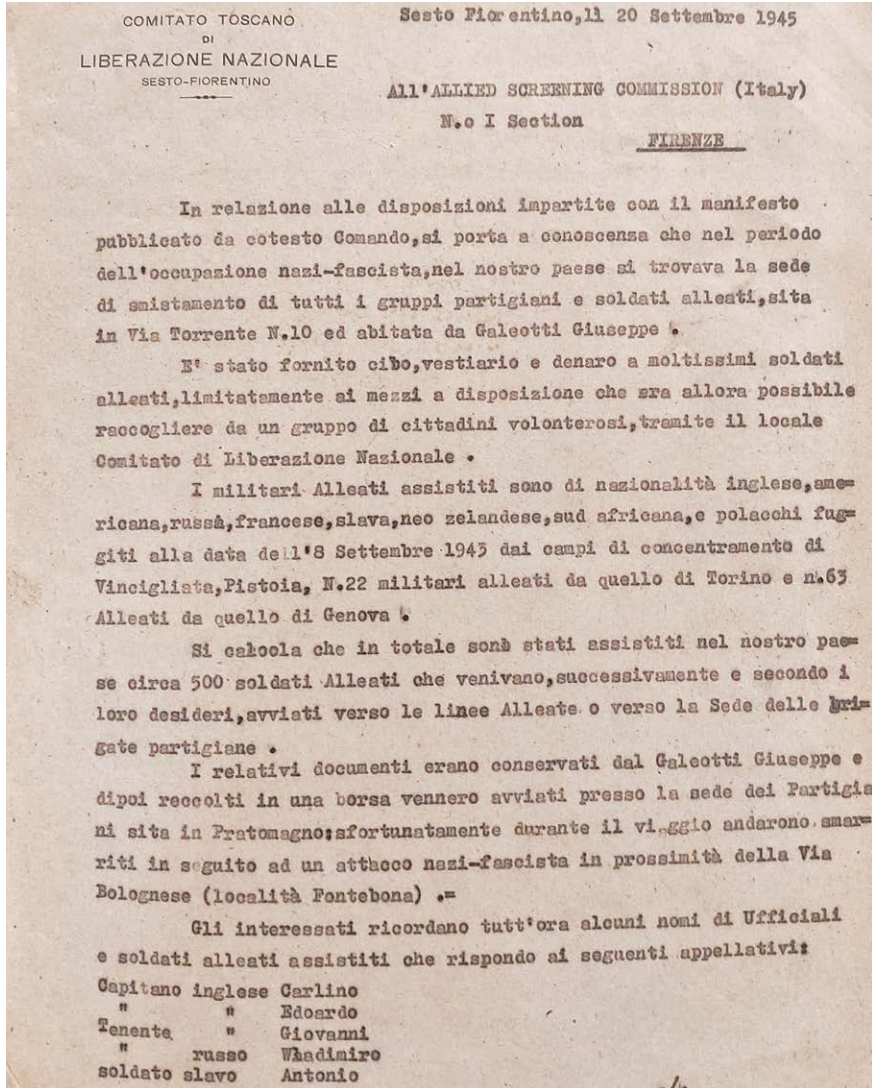 COMITATO TOSCANO
DI
LIBERAZIONE NAZIONALE
SESTO-FIORENTINO
Sesto Fiorentino,lì 20 Settembre 1945
All'ALLIED SCREENING COMMISSION (Italy)
N.o I Section
FIRENZE
In relazione alle disposizioni impartite con il manifesto
pubblicato da cotesto Comando,si porta a conoscenza che nel periodo
dell'occupazione nazi-fascista,nel nostro paese si trovava la sede
di smistamento di tutti i gruppi partigiani e soldati alleati,sita
in Via Torrente N.10 ed abitata da Galeotti Giuseppe .
E' stato fornito cibo,vestiario e denaro a moltissimi soldati
alleati,limitatamente ai mezzi a disposizione che era allora possibile
raccogliere da un gruppo di cittadini volonterosi,tramite il locale
Comitato di Liberazione Nazionale .
I militari Alleati assistiti sono di nazionalità inglese,ame=
ricana,russa,francese,slava,neo zelandese,sud africana,e polacchi fug=
giti alla data dell'8 Settembre 1943 dai campi di concentramento di
Vincigliata,Pistoia, N.22 militari alleati da quello di Torino e n.63
Alleati da quello di Genova .
Si calcola che in totale sono stati assistiti nel nostro pae=
se circa 500 soldati Alleati che venivano,successivamente e secondo i
loro desideri,avviati verso le linee Alleate o verso la Sede delle bri=
gate partigiane .
I relativi documenti erano conservati dal Galeotti Giuseppe e
dipoi reccolti in una borsa vennero avviati presso la sede dei Partigia
ni sita in Pratomagno:sfortunatamente durante il viaggio andarono smar=
riti in seguito ad un attacco nazi-fascista in prossimità della Via
Bolognese (località Fontebona) .=
Gli interessati ricordano tutt'ora alcuni nomi di Ufficiali
e soldati alleati assistiti che rispondo ai seguenti appellativi:
Capitano inglese Carlino
" " Edoardo
Tenente " Giovanni
" russo Whadimiro
soldato slavo Antonio